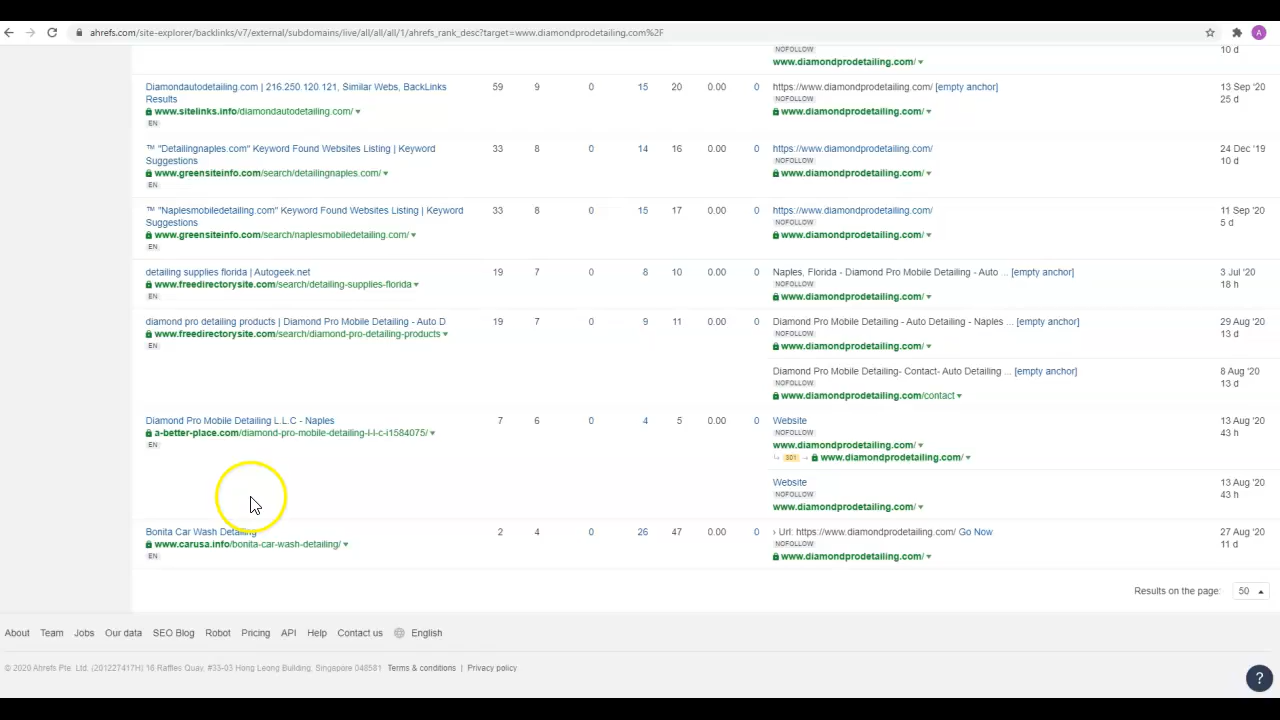 ahrefs.com/site-explorer/backlinks/v7/external/subdomains/live/all/all/all/1/ahrefs_rank_desc?target=www.diamondprodetailing.com%2F
A
NOFOLLOW
10 d
www.diamondprodetailing.com/
Diamondautodetailing.com | 216.250.120.121, Similar Webs, BackLinks 59 9 0 15 20 0.00 0 https://www.diamondprodetailing.com/ [empty anchor] 13 Sep '20
Results NOFOLLOW 25 d
www.sitelinks.info/diamondautodetailing.com/ www.diamondprodetailing.com/
EN
™ "Detailingnaples.com" Keyword Found Websites Listing | Keyword 33 8 0 14 16 0.00 0 https://www.diamondprodetailing.com/ 24 Dec '19
Suggestions NOFOLLOW 10 d
www.greensiteinfo.com/search/detailingnaples.com/ www.diamondprodetailing.com/
EN
™ "Naplesmobiledetailing.com" Keyword Found Websites Listing | Keyword 33 8 0 15 17 0.00 0 https://www.diamondprodetailing.com/ 11 Sep '20
Suggestions NOFOLLOW 5 d
www.greensiteinfo.com/search/naplesmobiledetailing.com/ www.diamondprodetailing.com/
EN
detailing supplies florida | Autogeek.net 19 7 0 8 10 0.00 0 Naples, Florida - Diamond Pro Mobile Detailing - Auto ... [empty anchor] 3 Jul '20
www.freedirectorysite.com/search/detailing-supplies-florida NOFOLLOW 18 h
EN www.diamondprodetailing.com/
diamond pro detailing products | Diamond Pro Mobile Detailing - Auto D 19 7 0 9 11 0.00 0 Diamond Pro Mobile Detailing - Auto Detailing - Naples ... [empty anchor] 29 Aug '20
www.freedirectorysite.com/search/diamond-pro-detailing-products NOFOLLOW 13 d
EN www.diamondprodetailing.com/
Diamond Pro Mobile Detailing- Contact- Auto Detailing ... [empty anchor] 8 Aug '20
NOFOLLOW 13 d
www.diamondprodetailing.com/contact
Diamond Pro Mobile Detailing L.L.C - Naples 7 6 0 4 5 0.00 0 Website 13 Aug '20
a-better-place.com/diamond-pro-mobile-detailing-l-l-c-i1584075/ NOFOLLOW 43 h
EN www.diamondprodetailing.com/
301 → www.diamondprodetailing.com/
Website 13 Aug '20
NOFOLLOW 43 h
www.diamondprodetailing.com/
Bonita Car Wash Detailing 2 4 0 26 47 0.00 0 › Url: https://www.diamondprodetailing.com/ Go Now 27 Aug '20
www.carusa.info/bonita-car-wash-detailing/ NOFOLLOW 11 d
EN www.diamondprodetailing.com/
Results on the page: 50
About Team Jobs Our data SEO Blog Robot Pricing API Help Contact us English
© 2020 Ahrefs Pte. Ltd. (201227417H) 16 Raffles Quay, #33-03 Hong Leong Building, Singapore 048581 Terms & conditions | Privacy policy
?